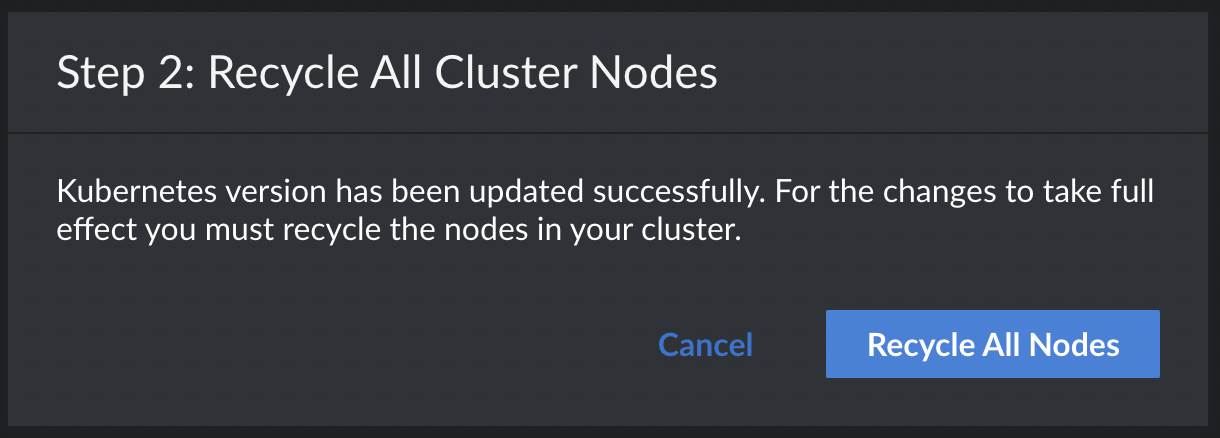 Step 2: Recycle All Cluster Nodes
Kubernetes version has been updated successfully. For the changes to take full
effect you must recycle the nodes in your cluster.
Cancel
Recycle All Nodes